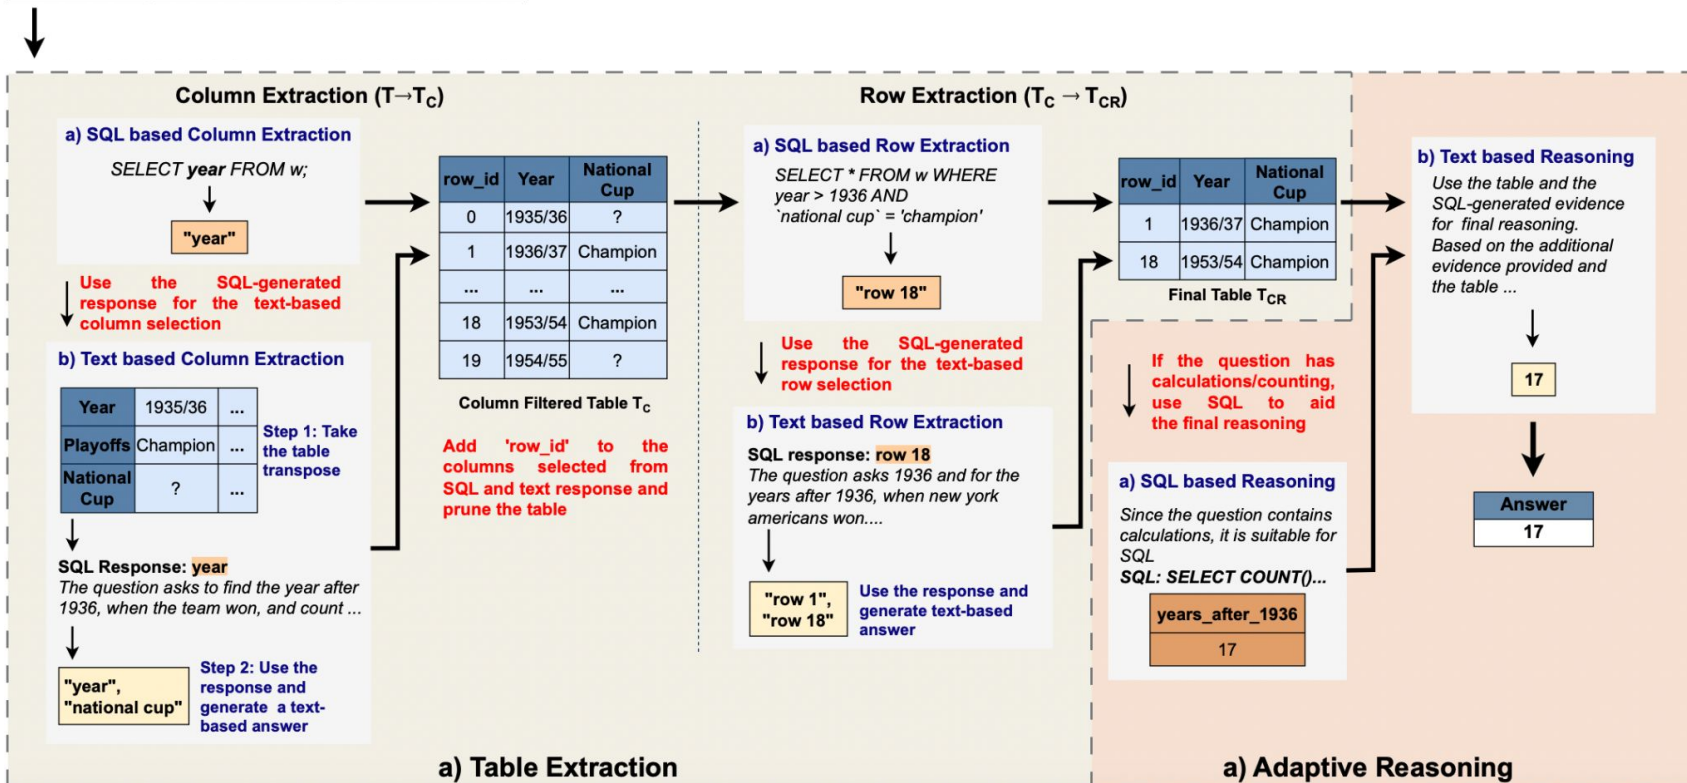 Column Extraction (T→TC)
a) SQL based Column Extraction
SELECT year FROM w;
"year"
Use the SQL-generated
response for the text-based
column selection
b) Text based Column Extraction
Year 1935/36 ...
Playoffs Champion ...
National
Cup ? ...
Step 1: Take
the table
transpose
SQL Response: year
The question asks to find the year after
1936, when the team won, and count ...
"year",
"national cup"
Step 2: Use the
response and
generate a text-
based answer
row_id Year National
Cup
0 1935/36 ?
1 1936/37 Champion
... ... ...
18 1953/54 Champion
19 1954/55 ?
Column Filtered Table TC
Add 'row_id' to the
columns selected from
SQL and text response and
prune the table
Row Extraction (TC → TCR)
a) SQL based Row Extraction
SELECT * FROM w WHERE
year > 1936 AND
`national cup` = 'champion'
"row 18"
Use the SQL-generated
response for the text-based
row selection
b) Text based Row Extraction
SQL response: row 18
The question asks 1936 and for the
years after 1936, when new york
americans won....
"row 1",
"row 18"
Use the response and
generate text-based
answer
row_id Year National
Cup
1 1936/37 Champion
18 1953/54 Champion
Final Table TCR
a) Table Extraction
If the question has
calculations/counting,
use SQL to aid
the final reasoning
a) SQL based Reasoning
Since the question contains
calculations, it is suitable for
SQL
SQL: SELECT COUNT()...
years_after_1936
17
b) Text based Reasoning
Use the table and the
SQL-generated evidence
for final reasoning.
Based on the additional
evidence provided and
the table ...
17
Answer
17
a) Adaptive Reasoning